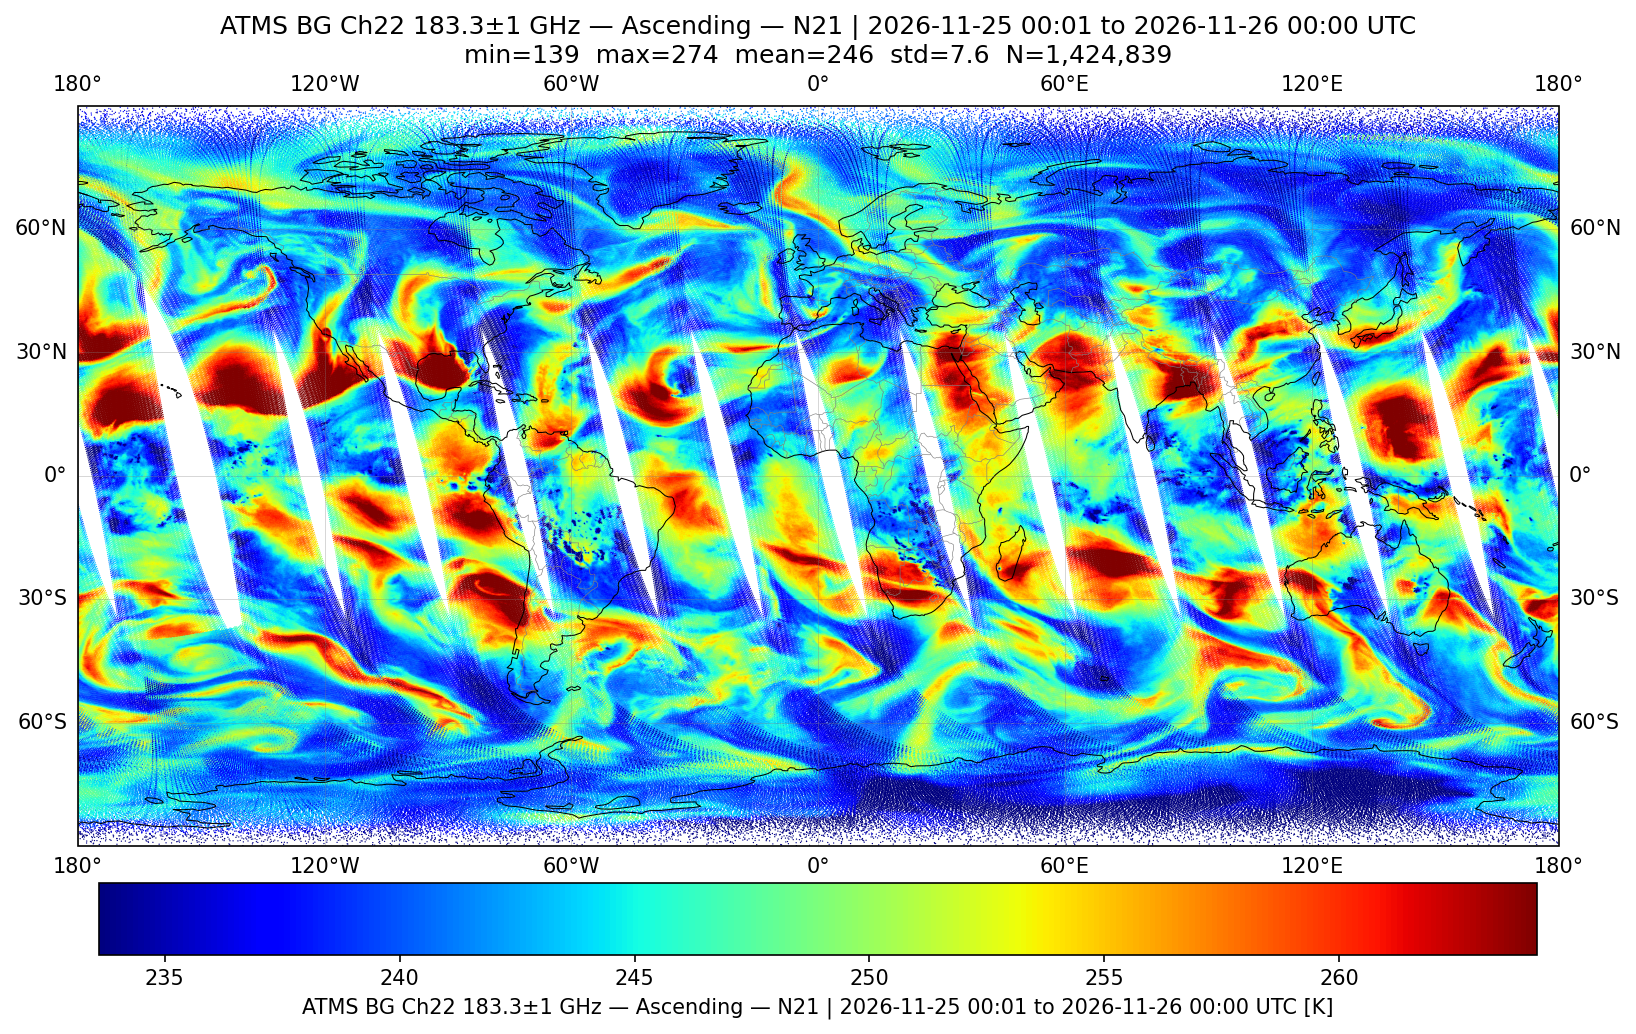 ATMS BG Ch22 183.3±1 GHz — Ascending — N21 | 2026-11-25 00:01 to 2026-11-26 00:00 UTC
min=139 max=274 mean=246 std=7.6 N=1,424,839
180° 120°W 60°W 0° 60°E 120°E 180°
60°N 60°N
30°N 30°N
0° 0°
30°S 30°S
60°S 60°S
180° 120°W 60°W 0° 60°E 120°E 180°
235 240 245 250 255 260
ATMS BG Ch22 183.3±1 GHz — Ascending — N21 | 2026-11-25 00:01 to 2026-11-26 00:00 UTC [K]